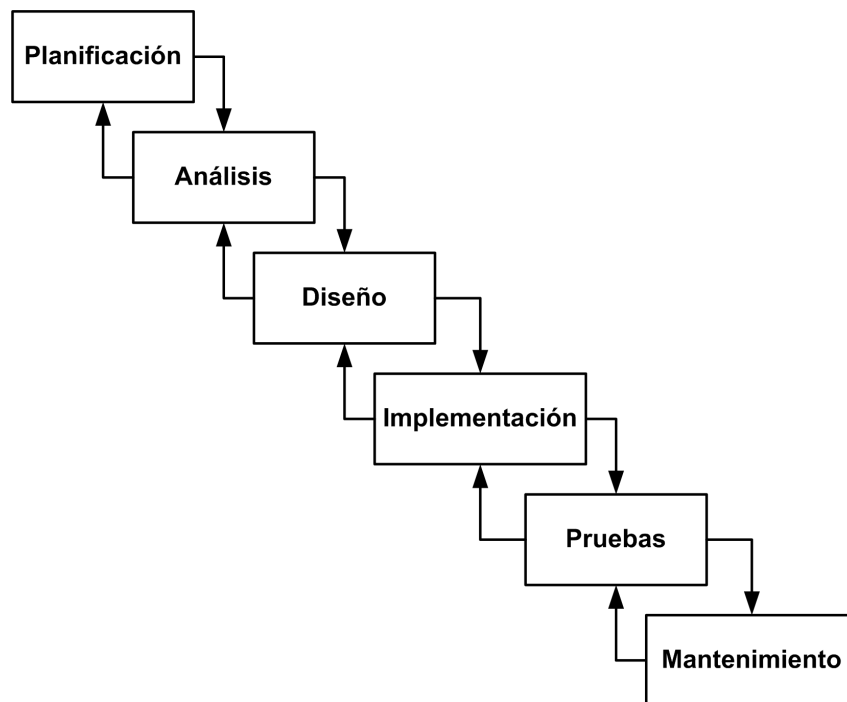 Planificación
Análisis
Diseño
Implementación
Pruebas
Mantenimiento